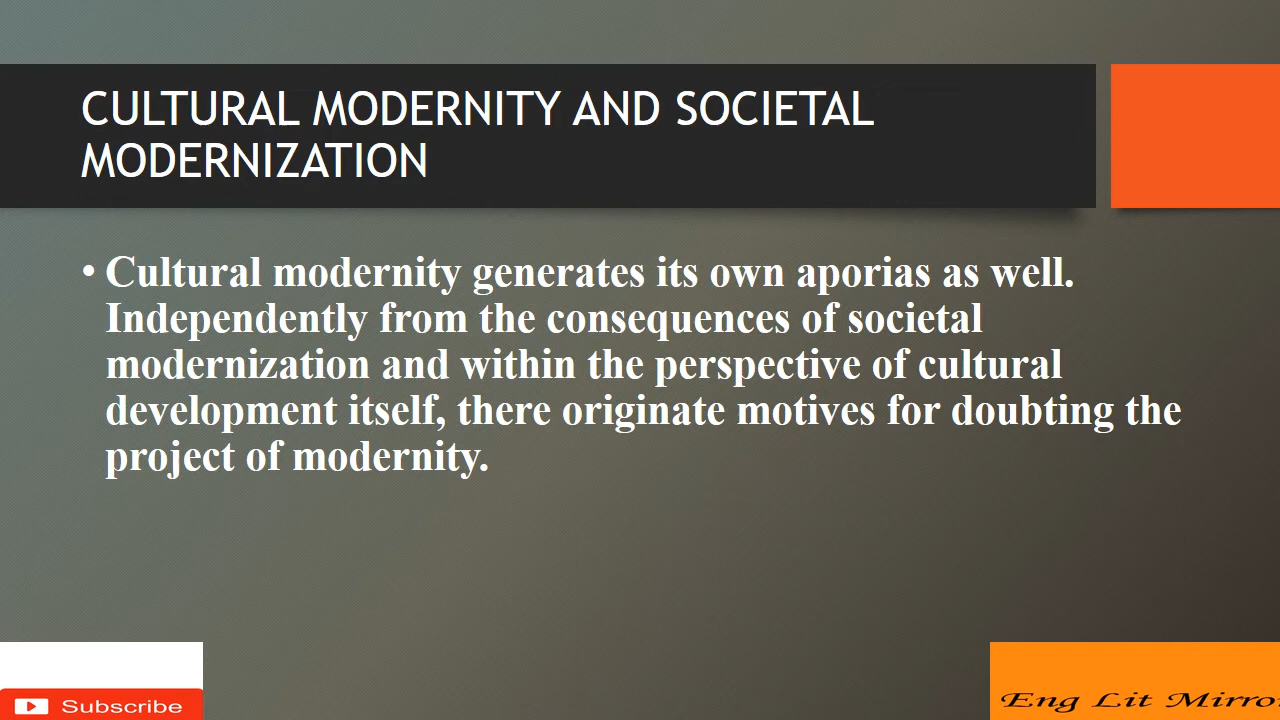 CULTURAL MODERNITY AND SOCIETAL
MODERNIZATION
• Cultural modernity generates its own aporias as well.
Independently from the consequences of societal
modernization and within the perspective of cultural
development itself, there originate motives for doubting the
project of modernity.
Subscribe
Eng Lit Mirro